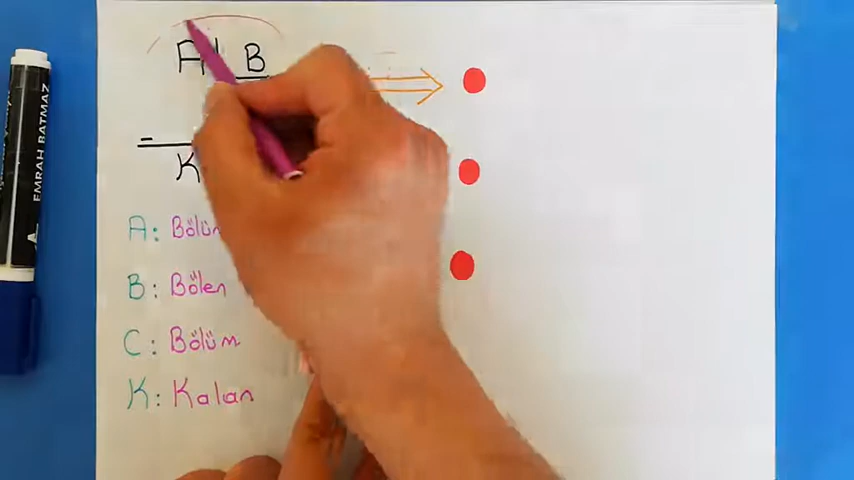 A B
K
A: Bölün
B: Bölen
C: Bölüm
K: Kalan
EMRAH BATMAZ